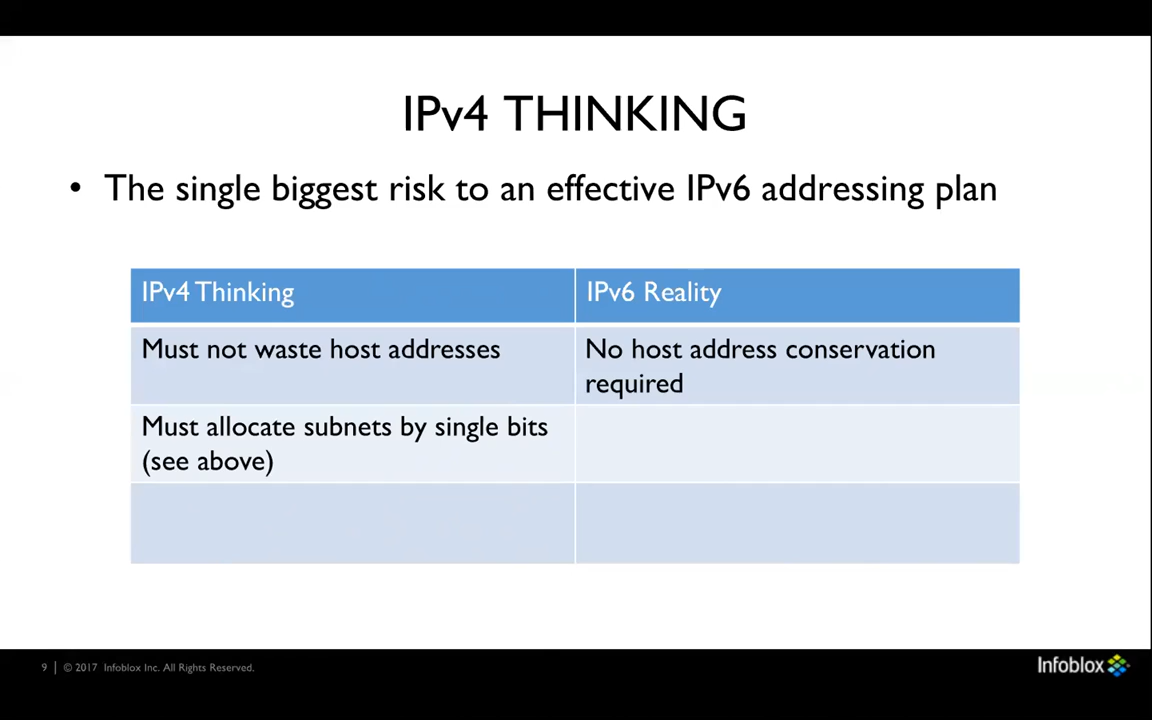 IPv4 THINKING
• The single biggest risk to an effective IPv6 addressing plan
IPv4 Thinking
IPv6 Reality
Must not waste host addresses
No host address conservation
required
Must allocate subnets by single bits
(see above)
9 | © 2017 Infoblox Inc. All Rights Reserved.
Infoblox